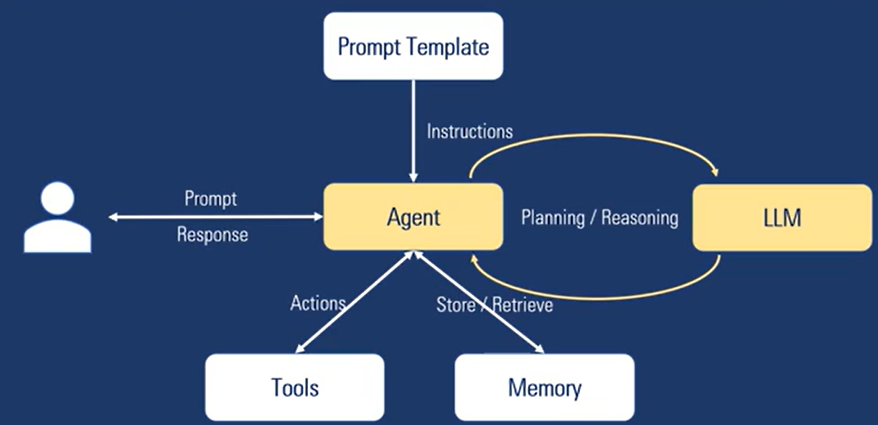 Prompt Template
Instructions
Prompt
Response
Agent
Planning / Reasoning
LLM
Actions
Store / Retrieve
Tools
Memory